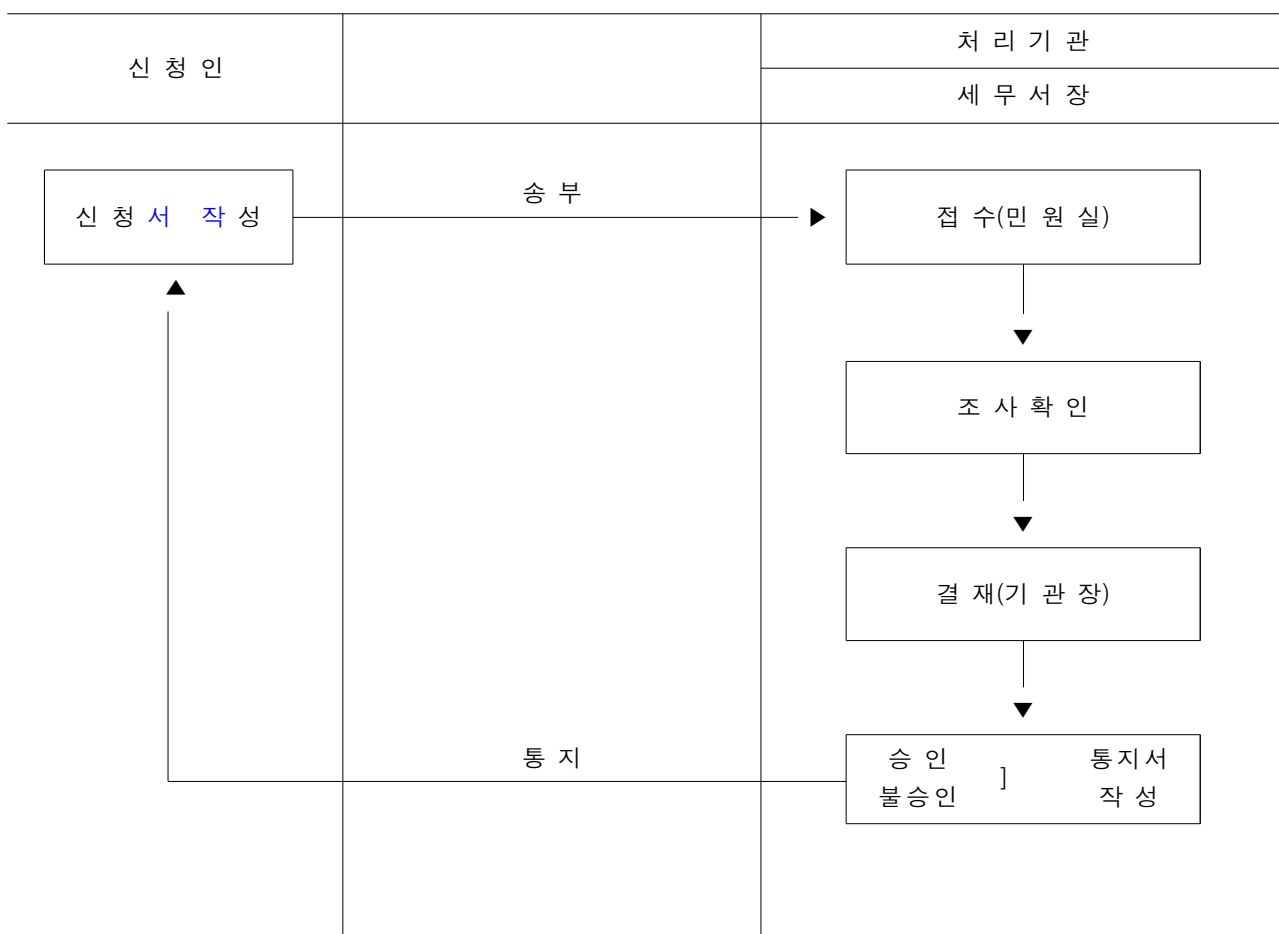 신 청 인
처 리 기 관
세 무 서 장
송 부
신 청 서 작 성
접 수(민 원 실)
조 사 확 인
결 재(기 관 장)
통 지
승 인 ] 통지서
불승인 작 성